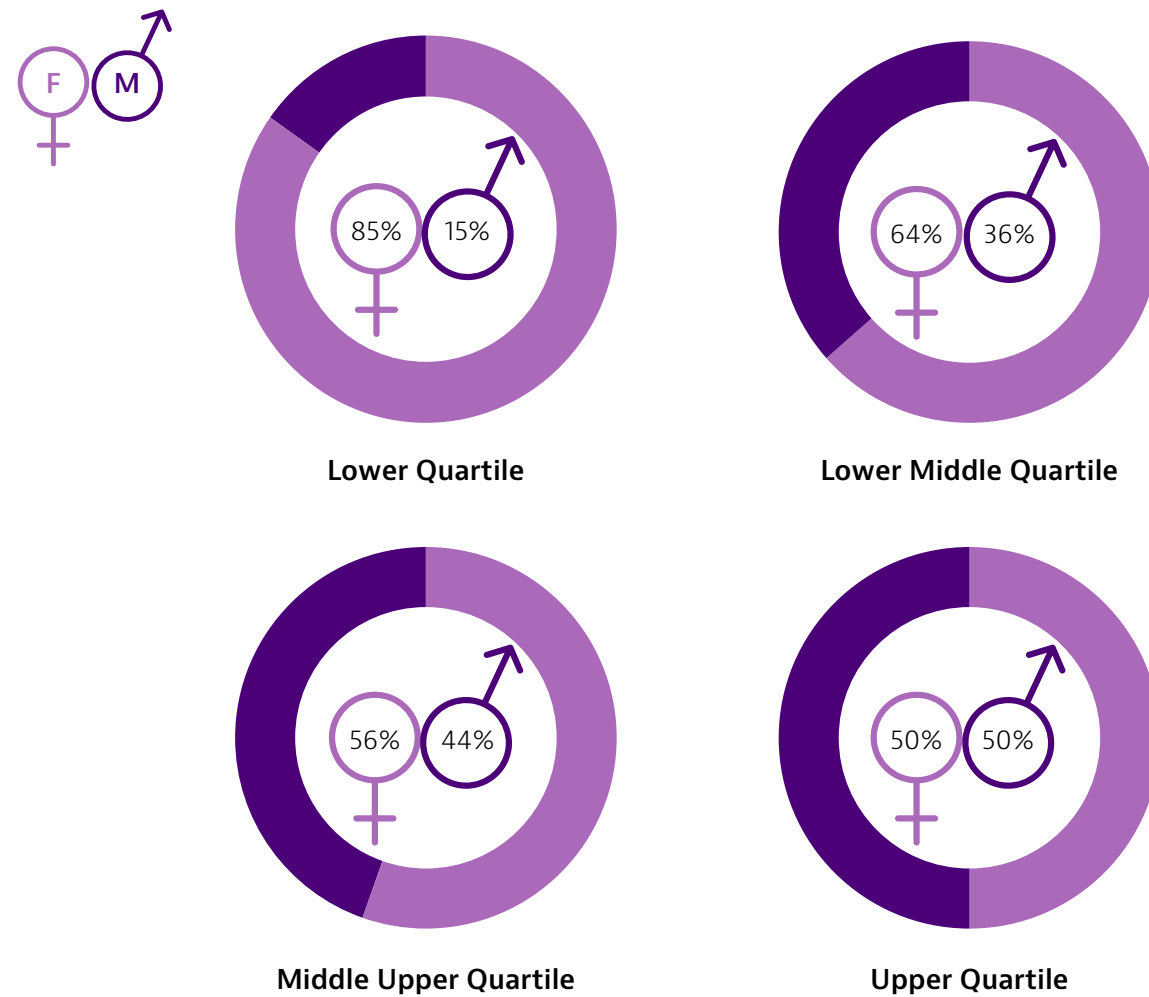 F M
85% 15%
64% 36%
Lower Quartile
Lower Middle Quartile
56% 44%
50% 50%
Middle Upper Quartile
Upper Quartile